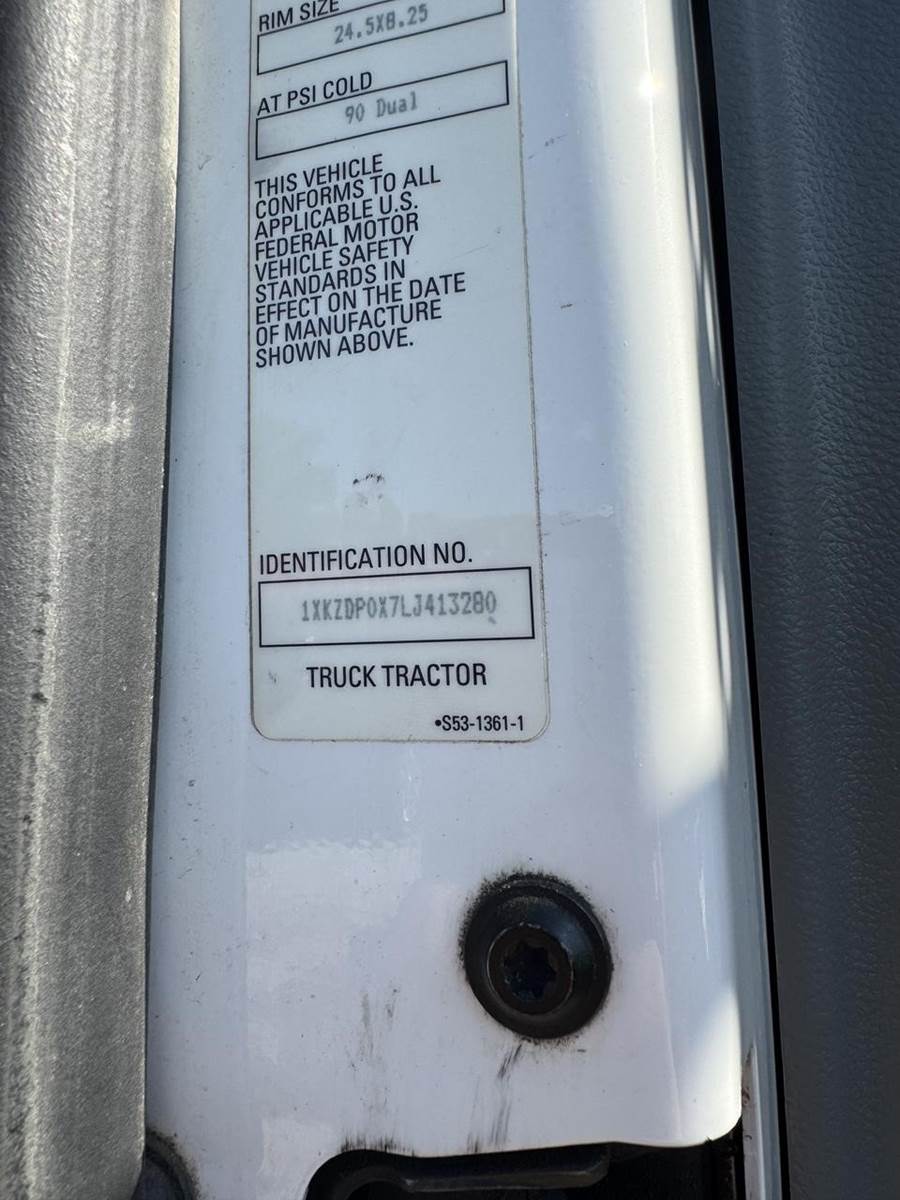 RIM SIZE
24.5X8.25
AT PSI COLD
90 Dual
THIS VEHICLE
CONFORMS TO ALL
APPLICABLE U.S.
FEDERAL MOTOR
VEHICLE SAFETY
STANDARDS IN
EFFECT ON THE DATE
OF MANUFACTURE
SHOWN ABOVE.
IDENTIFICATION NO.
1XKZDP0X7LJ413280
TRUCK TRACTOR
•S53-1361-1